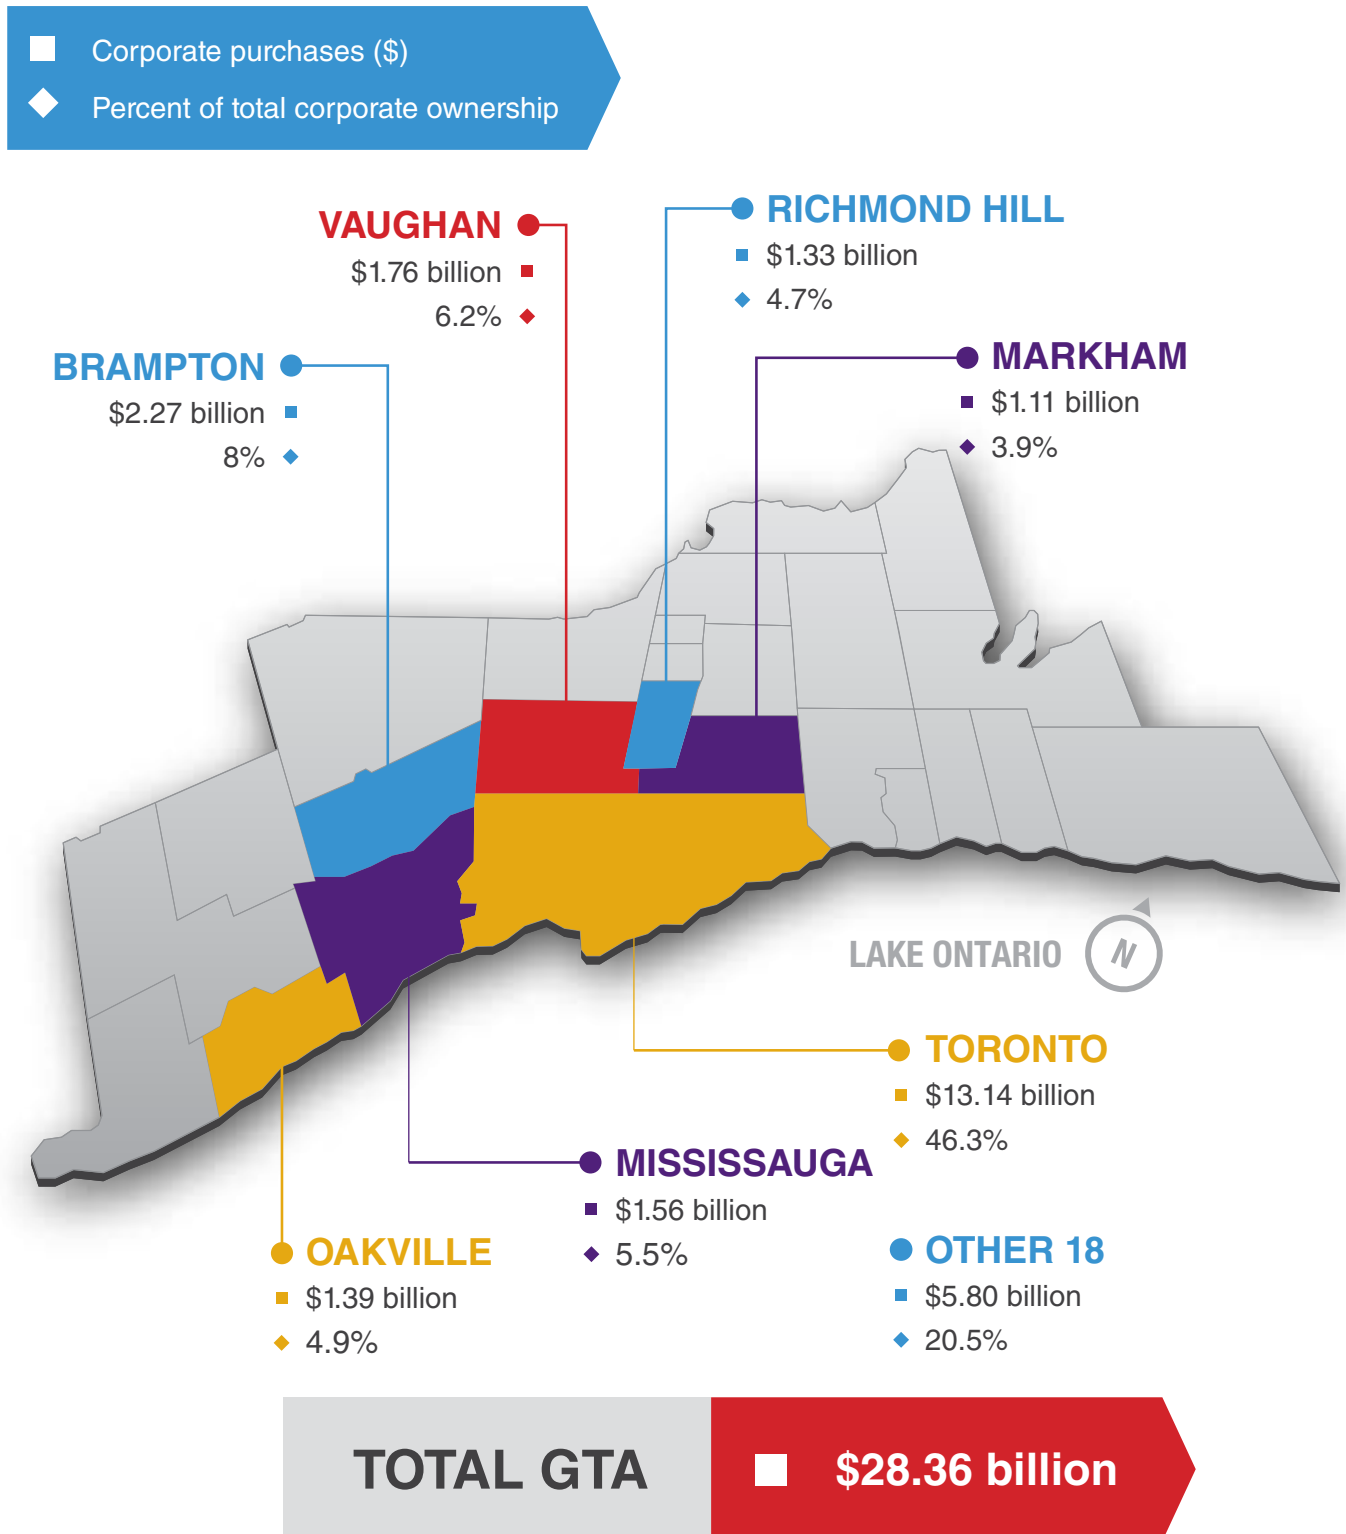 Corporate purchases ($)
Percent of total corporate ownership
VAUGHAN
$1.76 billion
6.2%
RICHMOND HILL
$1.33 billion
4.7%
BRAMPTON
$2.27 billion
8%
MARKHAM
$1.11 billion
3.9%
LAKE ONTARIO
N
TORONTO
$13.14 billion
46.3%
MISSISSAUGA
$1.56 billion
5.5%
OAKVILLE
$1.39 billion
4.9%
OTHER 18
$5.80 billion
20.5%
TOTAL GTA
$28.36 billion